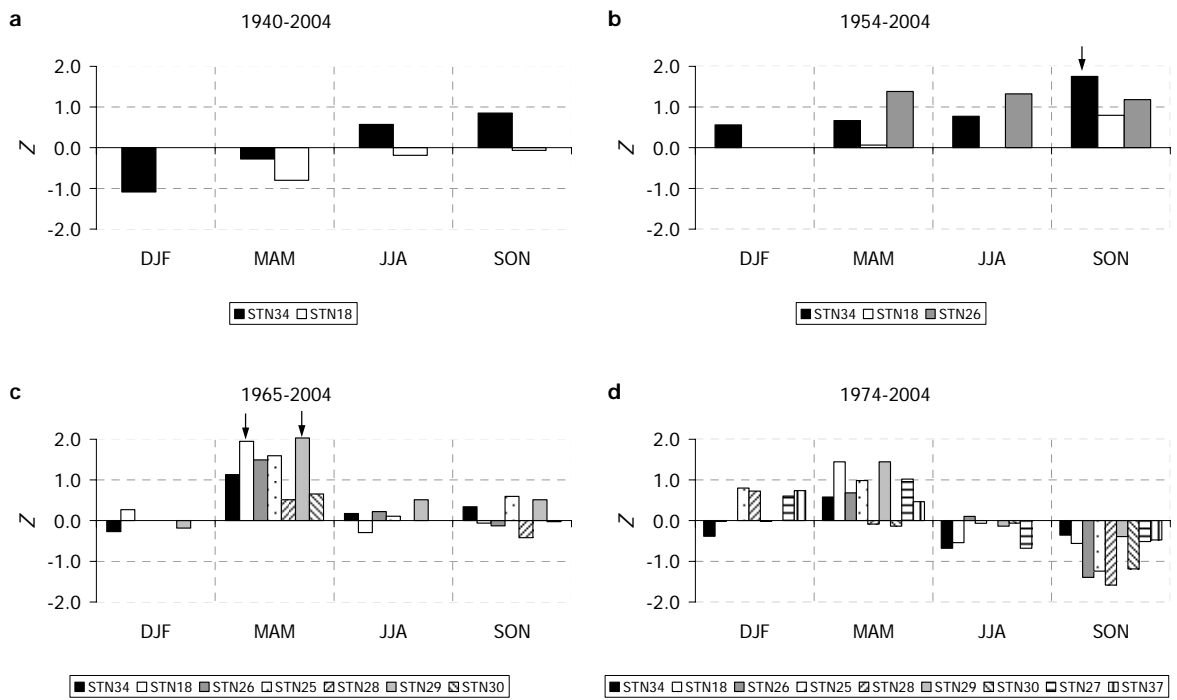 a
1940-2004
2.0
1.0
0.0
-1.0
-2.0
Z
DJF MAM JJA SON
STN34 STN18
b
1954-2004
2.0
1.0
0.0
-1.0
-2.0
Z
DJF MAM JJA SON
STN34 STN18 STN26
c
1965-2004
2.0
1.0
0.0
-1.0
-2.0
Z
DJF MAM JJA SON
STN34 STN18 STN26 STN25 STN28 STN29 STN30
d
1974-2004
2.0
1.0
0.0
-1.0
-2.0
Z
DJF MAM JJA SON
STN34 STN18 STN26 STN25 STN28 STN29 STN30 STN27 STN37